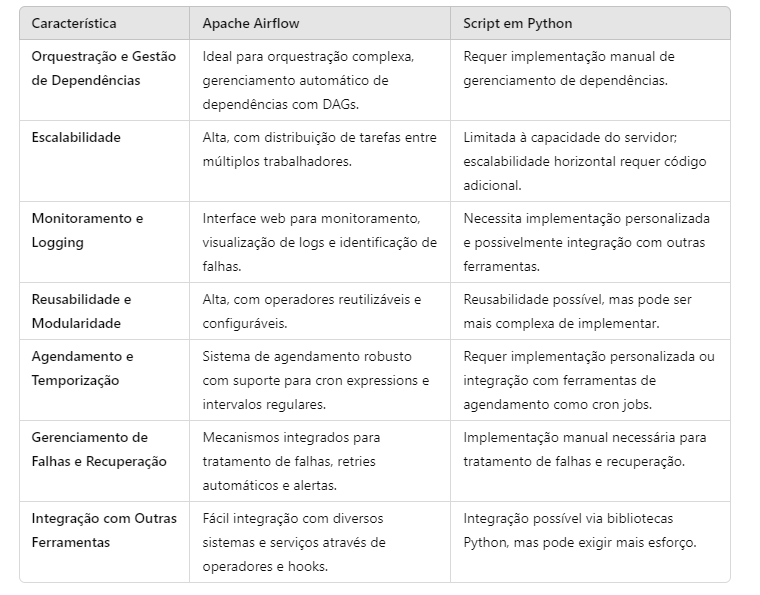 Característica
Apache Airflow
Script em Python
Orquestração e Gestão
de Dependências
Ideal para orquestração complexa,
gerenciamento automático de
dependências com DAGs.
Requer implementação manual de
gerenciamento de dependências.
Escalabilidade
Alta, com distribuição de tarefas entre
múltiplos trabalhadores.
Limitada à capacidade do servidor;
escalabilidade horizontal requer código
adicional.
Monitoramento e
Logging
Interface web para monitoramento,
visualização de logs e identificação de
falhas.
Necessita implementação personalizada
e possivelmente integração com outras
ferramentas.
Reusabilidade e
Modularidade
Alta, com operadores reutilizáveis e
configuráveis.
Reusabilidade possível, mas pode ser
mais complexa de implementar.
Agendamento e
Temporização
Sistema de agendamento robusto
com suporte para cron expressions e
intervalos regulares.
Requer implementação personalizada ou
integração com ferramentas de
agendamento como cron jobs.
Gerenciamento de
Falhas e Recuperação
Mecanismos integrados para
tratamento de falhas, retries
automáticos e alertas.
Implementação manual necessária para
tratamento de falhas e recuperação.
Integração com Outras
Ferramentas
Fácil integração com diversos
sistemas e serviços através de
operadores e hooks.
Integração possível via bibliotecas
Python, mas pode exigir mais esforço.